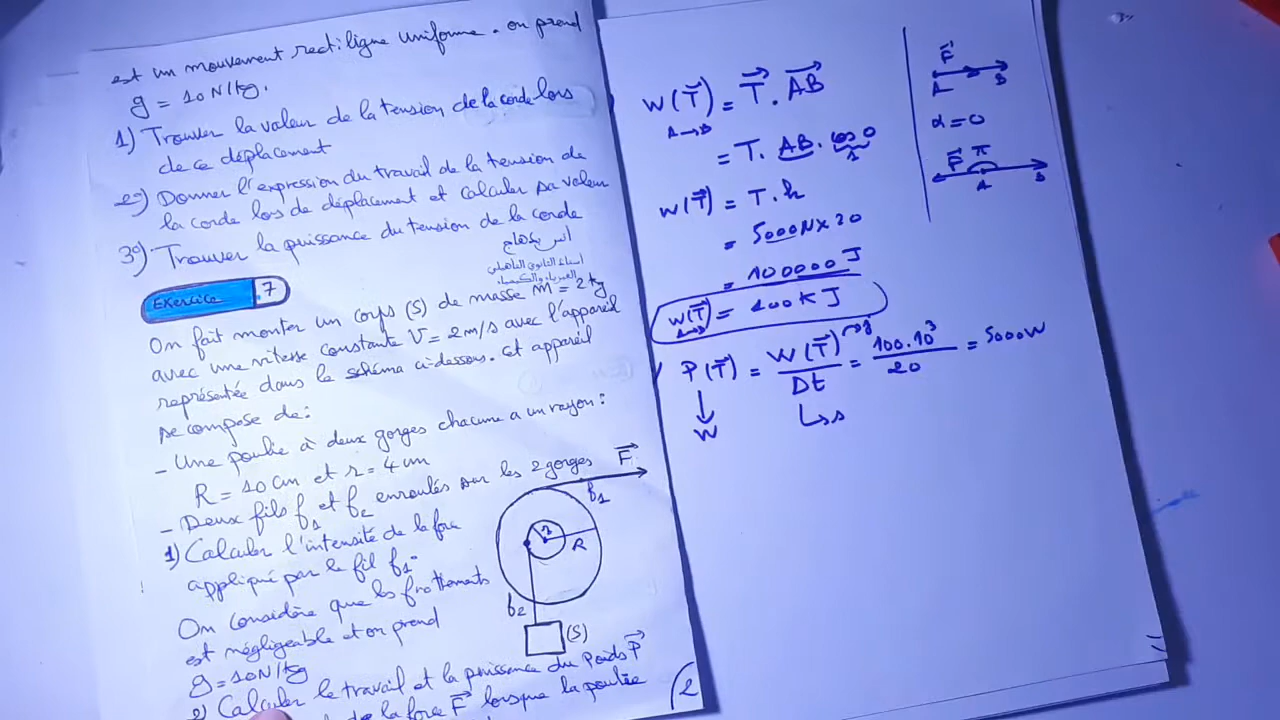 est un mouvement rectiligne uniforme. on prend
g = 10 N/kg.
1) Trouver la valeur de la tension de la corde lors
de ce déplacement
2º) Donner l'expression du travail de la tension de
la corde lors de déplacement et calculer sa valeur
3º) Trouver la puissance du tension de la corde
Exercice 7
On fait monter un corps (S) de masse m = 2 kg
avec une vitesse constante V = 2 m/s avec l'appareil
représentée dans le schéma ci-dessous. cet appareil
se compose de:
- Une poulie à deux gorges chacune a un rayon:
R = 10 cm et r = 4 cm
- Deux fils f1 et f2 enroulés sur les 2 gorges
1) Calculer l'intensité de la force
appliqué par le fil f1.
On considère que les frottements
est négligeable et on prend
g = 10 N/kg
2) Calculer le travail et la puissance du Poids P⃗
de la force F⃗ lorsque la poulie
F⃗
f1
r
R
f2
(S)
2
W(T⃗) = T⃗ . AB⃗
A→B
= T. AB. cos 0
1
W(T⃗) = T. h
= 5000N x 20
= 100000 J
W(T⃗) = 100 K J
A→B
P(T⃗) = W(T⃗)/Dt →J = 100.10³/20 = 5000W
↓ W
↳ s
F⃗
A B
α = 0
P⃗ π
A B